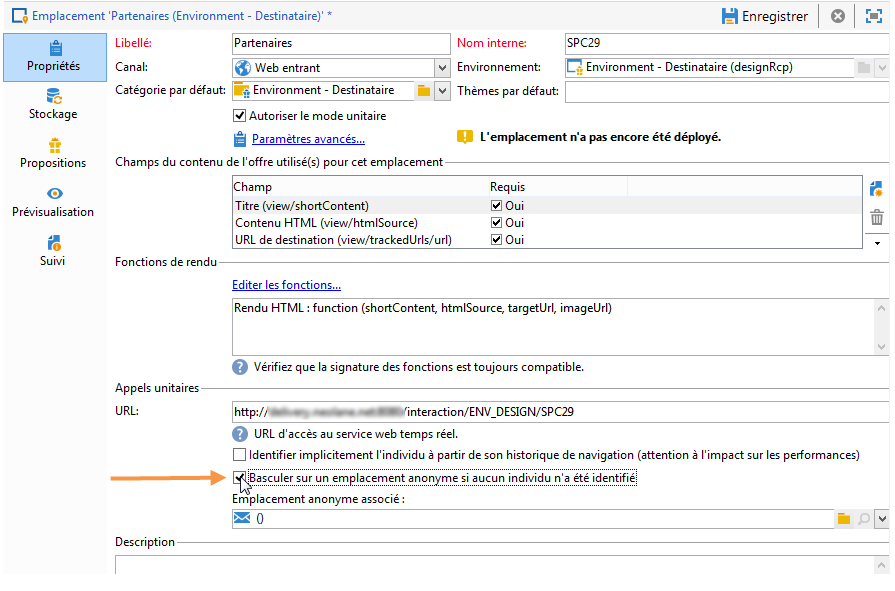 Emplacement 'Partenaires (Environment - Destinataire)' *
Enregistrer
Propriétés
Stockage
Propositions
Prévisualisation
Suivi
Libellé: Partenaires Nom interne: SPC29
Canal: Web entrant Environnement: Environment - Destinataire (designRcp)
Catégorie par défaut: Environment - Destinataire Thèmes par défaut:
Autoriser le mode unitaire
Paramètres avancés... L'emplacement n'a pas encore été déployé.
Champs du contenu de l'offre utilisé(s) pour cet emplacement
Champ Requis
Titre (view/shortContent) Oui
Contenu HTML (view/htmlSource) Oui
URL de destination (view/trackedUrls/url) Oui
Fonctions de rendu
Editer les fonctions...
Rendu HTML : function (shortContent, htmlSource, targetUrl, imageUrl)
Vérifiez que la signature des fonctions est toujours compatible.
Appels unitaires
URL: http:// /interaction/ENV_DESIGN/SPC29
URL d'accès au service web temps réel.
Identifier implicitement l'individu à partir de son historique de navigation (attention à l'impact sur les performances)
Basculer sur un emplacement anonyme si aucun individu n'a été identifié
Emplacement anonyme associé :
()
Description